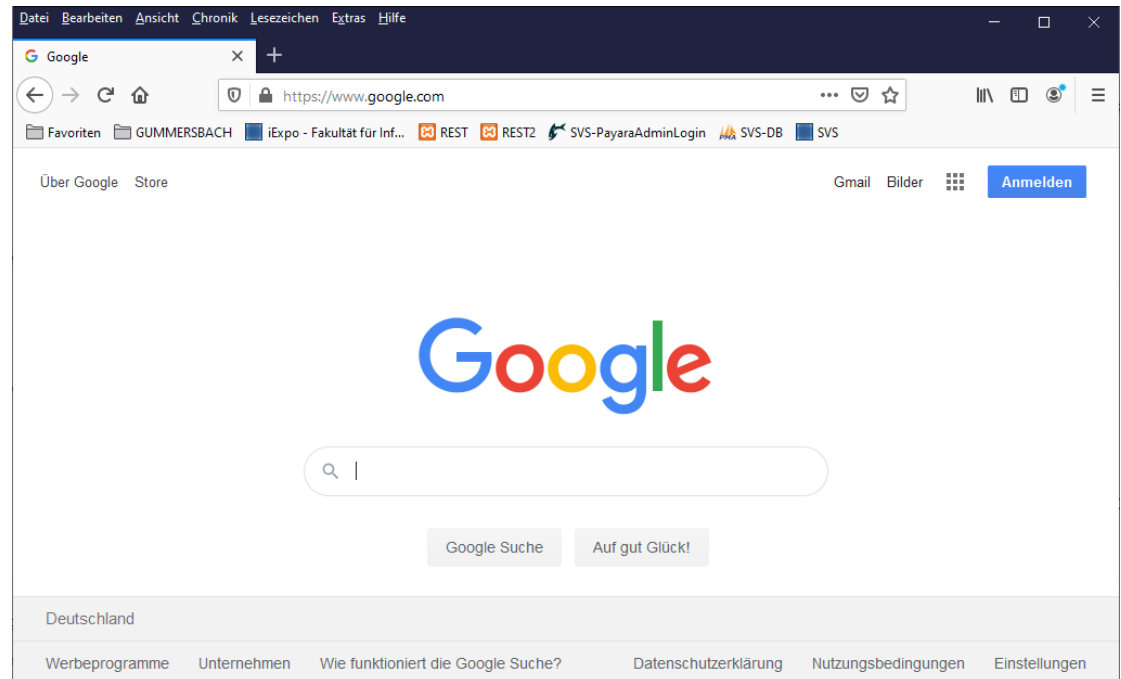 Datei Bearbeiten Ansicht Chronik Lesezeichen Extras Hilfe
Google
https://www.google.com
Favoriten GUMMERSBACH iExpo - Fakultät für Inf... REST REST2 SVS-PayaraAdminLogin SVS-DB SVS
Über Google Store Gmail Bilder Anmelden
Google
Google Suche Auf gut Glück!
Deutschland
Werbeprogramme Unternehmen Wie funktioniert die Google Suche? Datenschutzerklärung Nutzungsbedingungen Einstellungen